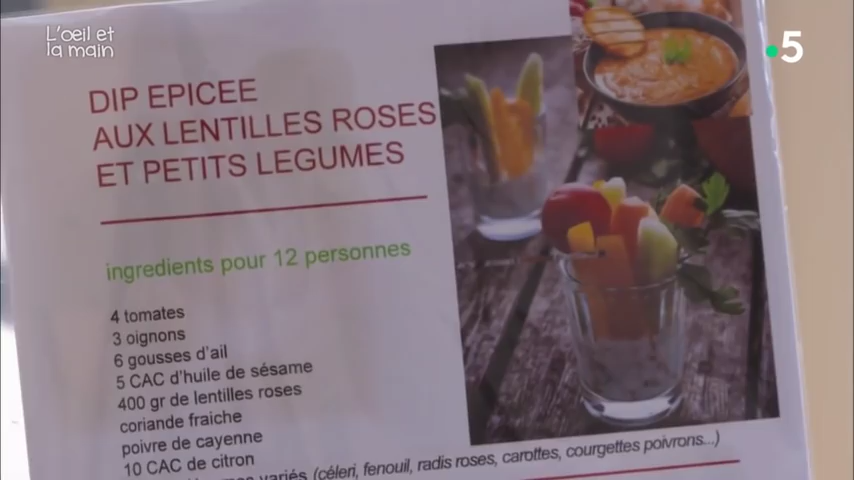 L'oeil et
la main
5
DIP EPICEE
AUX LENTILLES ROSES
ET PETITS LEGUMES
ingredients pour 12 personnes
4 tomates
3 oignons
6 gousses d'ail
5 CAC d'huile de sésame
400 gr de lentilles roses
coriande fraiche
poivre de cayenne
10 CAC de citron
variés (céleri, fenouil, radis roses, carottes, courgettes poivrons...)